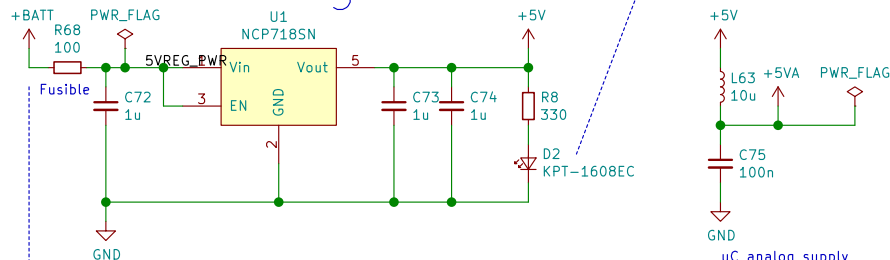 +BATT
PWR_FLAG
U1
NCP718SN
+5V
+5V
R68
100
5VREG_PWR
1
Vin
Vout
5
L63
10u
+5VA
PWR_FLAG
Fusible
C72
1u
3
EN
GND
2
C73
1u
C74
1u
R8
330
D2
KPT-1608EC
C75
100n
GND
GND
uC analog supply